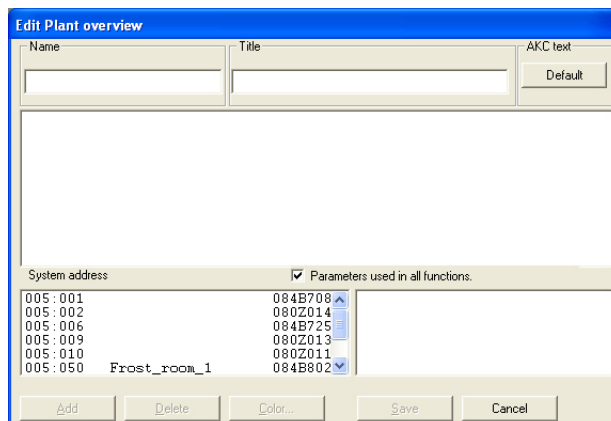 Edit Plant overview
Name Title AKC text
Default
System address Parameters used in all functions.
005:001 084B708
005:002 080Z014
005:006 084B725
005:009 080Z013
005:010 080Z011
005:050 Frost_room_1 084B802
Add Delete Color... Save Cancel